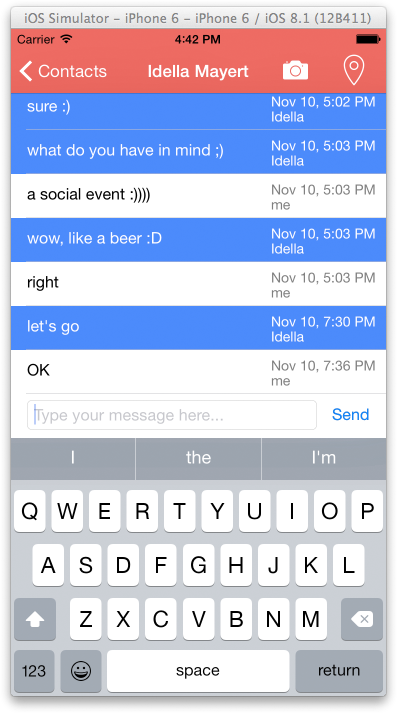 iOS Simulator - iPhone 6 - iPhone 6 / iOS 8.1 (12B411)
Carrier 4:42 PM
Contacts Idella Mayert
sure :) Nov 10, 5:02 PM
Idella
what do you have in mind ;) Nov 10, 5:03 PM
Idella
a social event :)))) Nov 10, 5:03 PM
me
wow, like a beer :D Nov 10, 5:03 PM
Idella
right Nov 10, 5:03 PM
me
let's go Nov 10, 7:30 PM
Idella
OK Nov 10, 7:36 PM
me
Type your message here... Send
I the I'm
Q W E R T Y U I O P
A S D F G H J K L
Z X C V B N M
123 space return